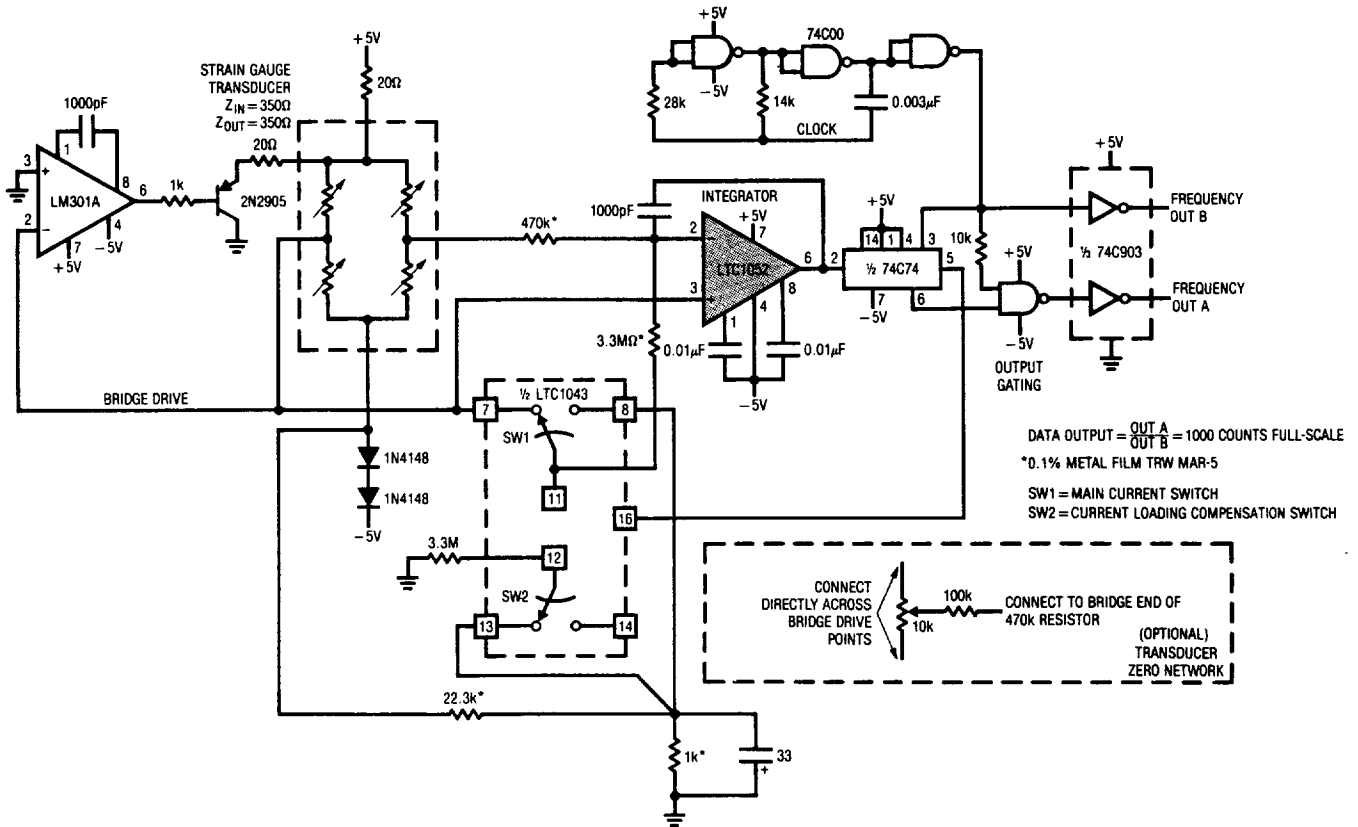 +5V
20Ω
STRAIN GAUGE
TRANSDUCER
ZIN=350Ω
ZOUT=350Ω
20Ω
1000pF
3
+
1
8
LM301A
6
1k
2N2905
2
−
4
−5V
7
+5V
BRIDGE DRIVE
1N4148
1N4148
−5V
+5V
−5V
74C00
28k
14k
0.003µF
CLOCK
470k*
1000pF
INTEGRATOR
+5V
7
2
−
LTC1052
6
3
+
8
1
4
3.3MΩ*
0.01µF
0.01µF
−5V
+5V
14
1
4
3
2
½ 74C74
5
7
−5V
6
10k
+5V
−5V
OUTPUT
GATING
+5V
FREQUENCY
OUT B
⅓ 74C903
FREQUENCY
OUT A
½ LTC1043
7
8
SW1
11
16
3.3M
12
SW2
13
14
22.3k*
1k*
33
+
DATA OUTPUT = OUT A
OUT B = 1000 COUNTS FULL-SCALE
*0.1% METAL FILM TRW MAR-5
SW1 = MAIN CURRENT SWITCH
SW2 = CURRENT LOADING COMPENSATION SWITCH
CONNECT
DIRECTLY ACROSS
BRIDGE DRIVE
POINTS
10k
100k
CONNECT TO BRIDGE END OF
470k RESISTOR
(OPTIONAL)
TRANSDUCER
ZERO NETWORK